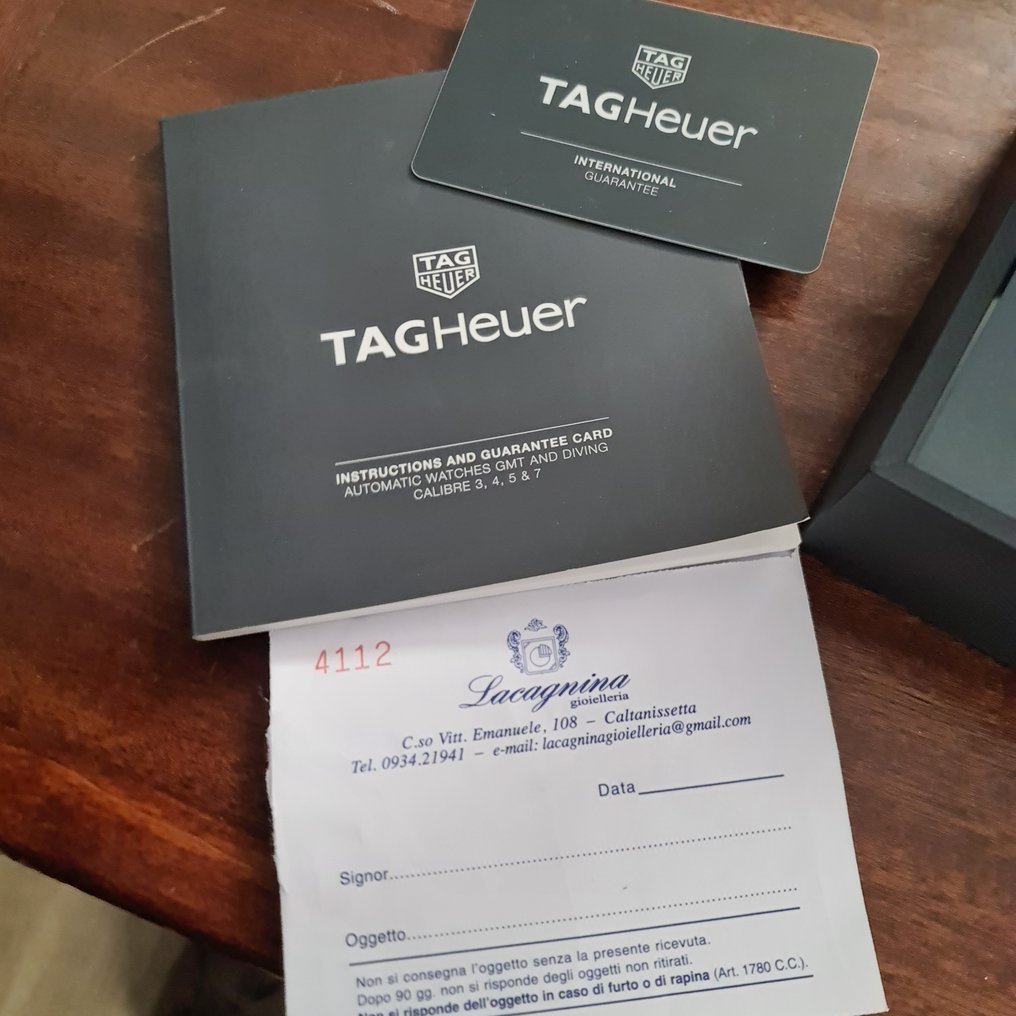 TAG
HEUER
TAGHeuer
INTERNATIONAL
GUARANTEE
TAG
HEUER
TAGHeuer
INSTRUCTIONS AND GUARANTEE CARD
AUTOMATIC WATCHES GMT AND DIVING
CALIBRE 3, 4, 5 & 7
4112
Lacagnina
gioielleria
C.so Vitt. Emanuele, 108 – Caltanissetta
Tel. 0934.21941 – e-mail: lacagninagioielleria@gmail.com
Data
Signor
Oggetto
Non si consegna l'oggetto senza la presente ricevuta.
Dopo 90 gg. non si risponde degli oggetti non ritirati.
Non si risponde dell'oggetto in caso di furto o di rapina (Art. 1780 C.C.).